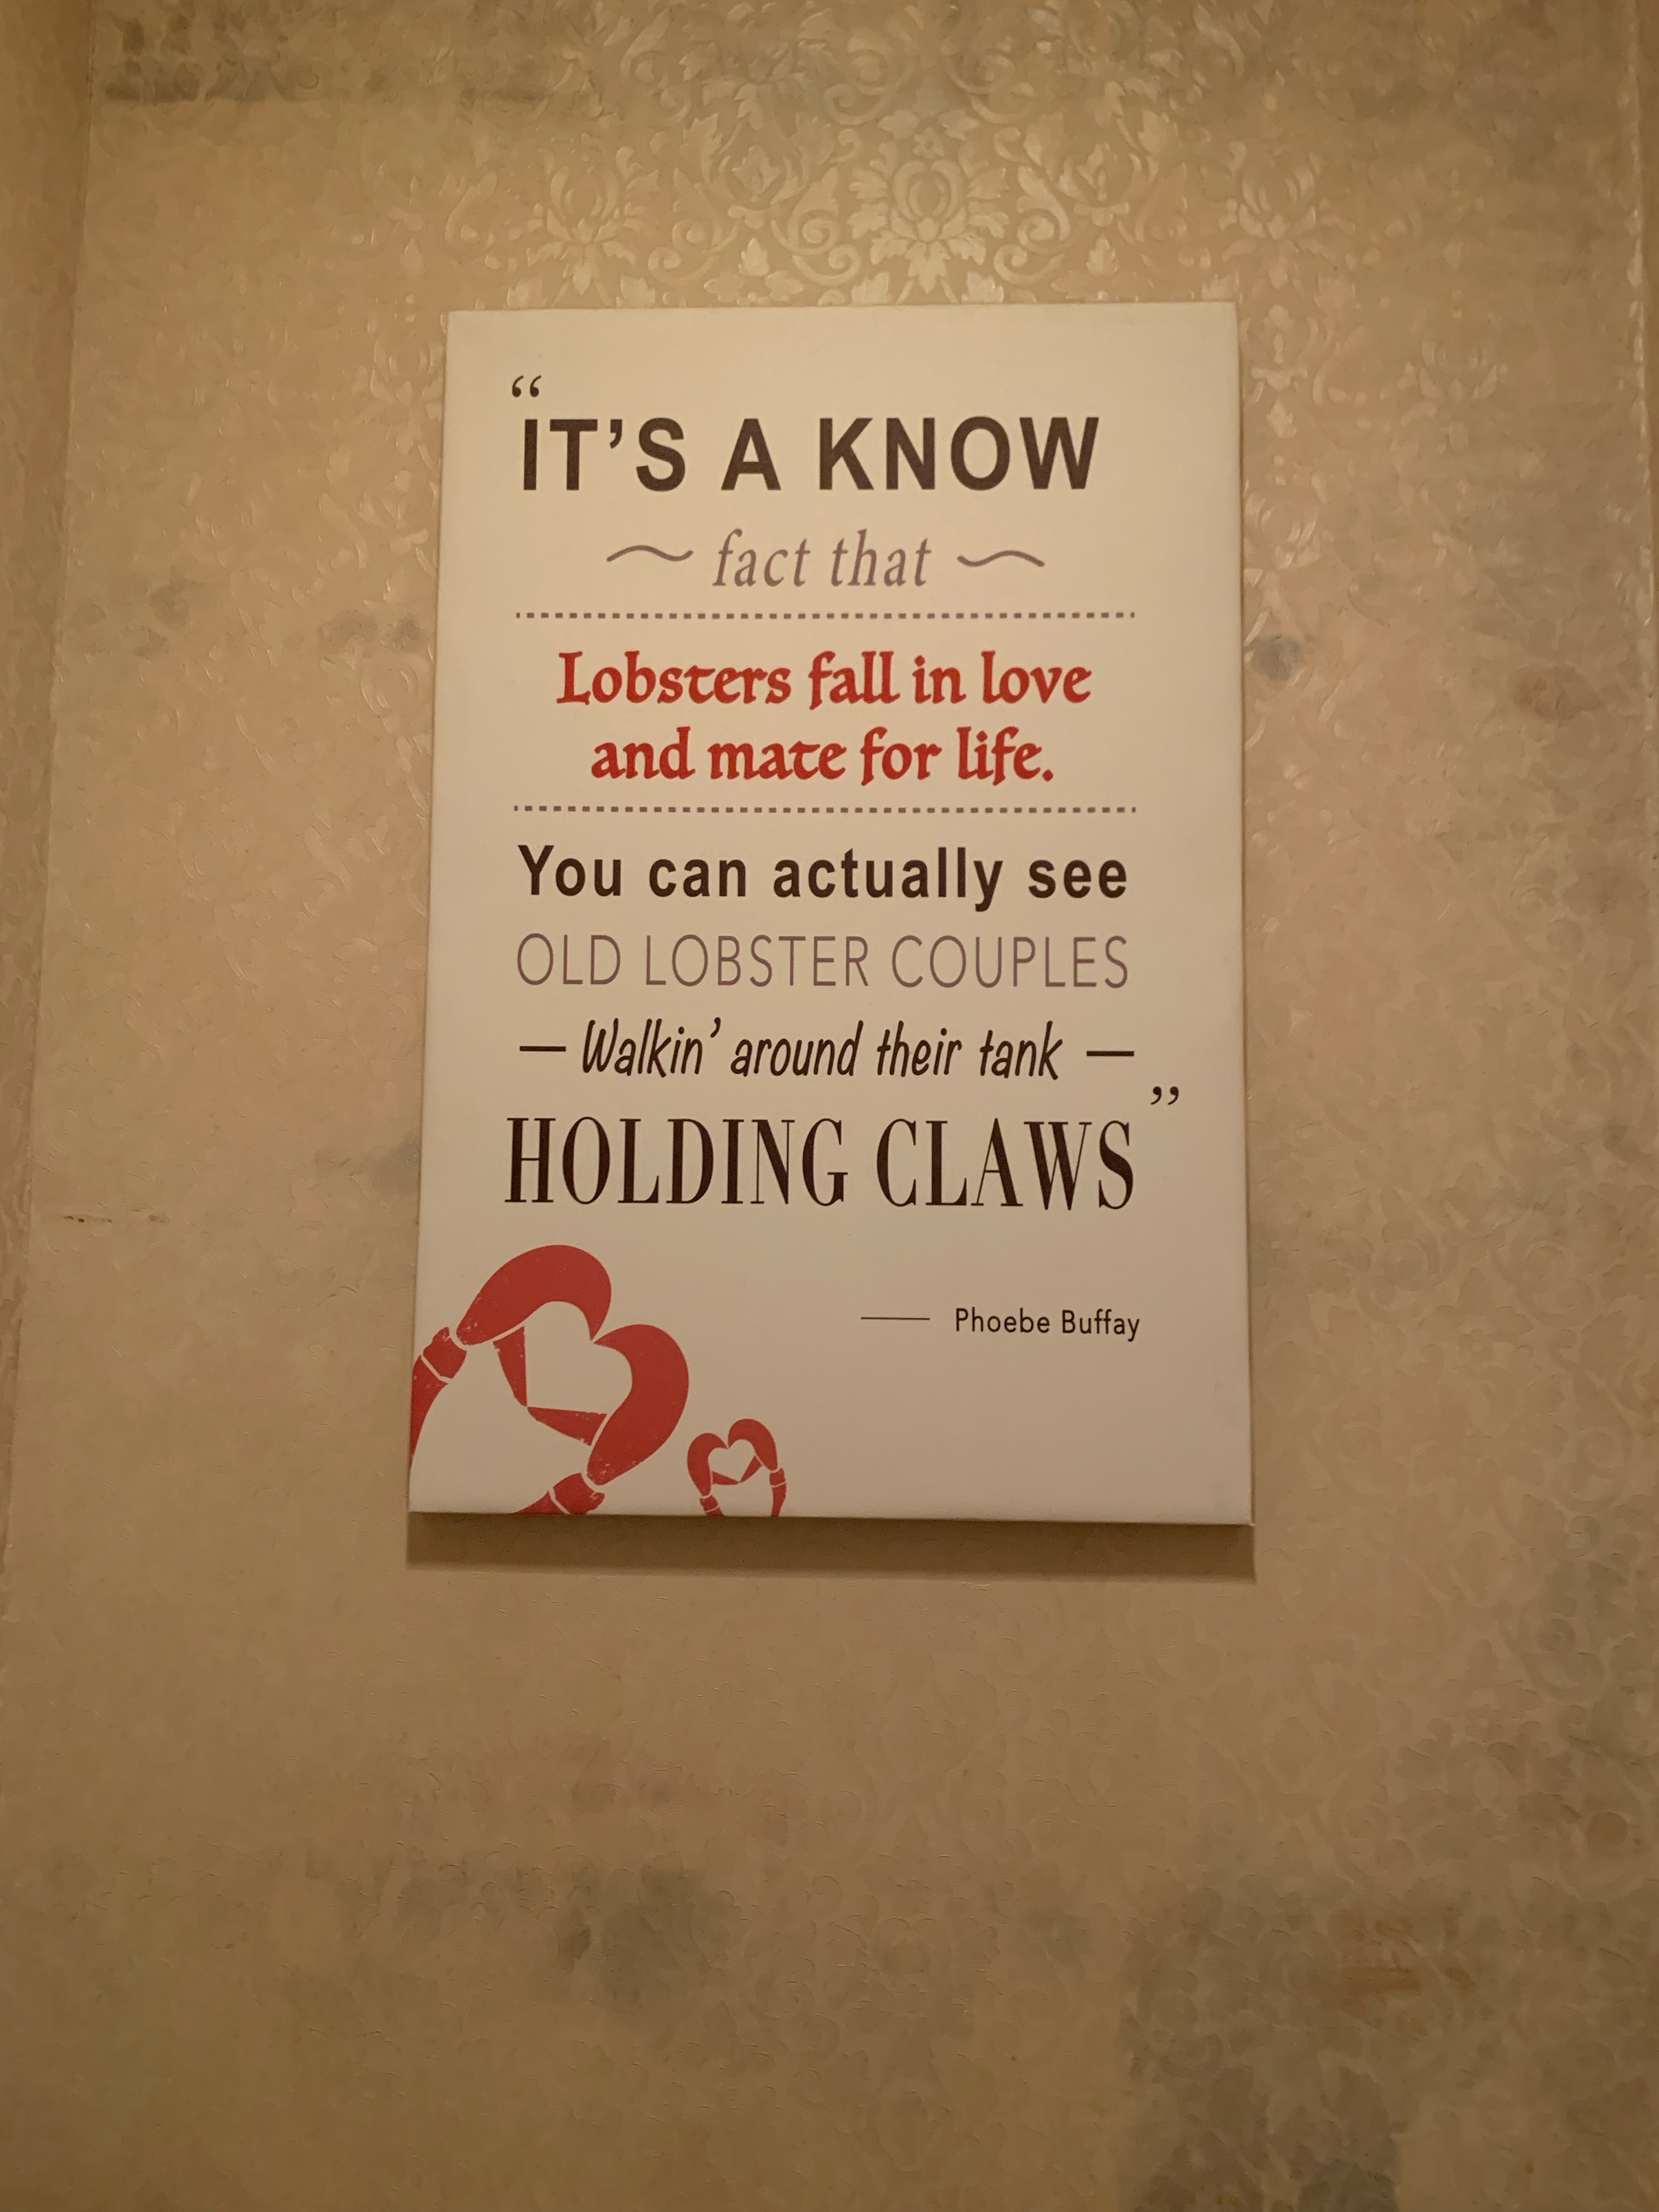 “IT’S A KNOW
fact that
Lobsters fall in love
and mate for life.
You can actually see
OLD LOBSTER COUPLES
— Walkin’ around their tank —
HOLDING CLAWS”
— Phoebe Buffay